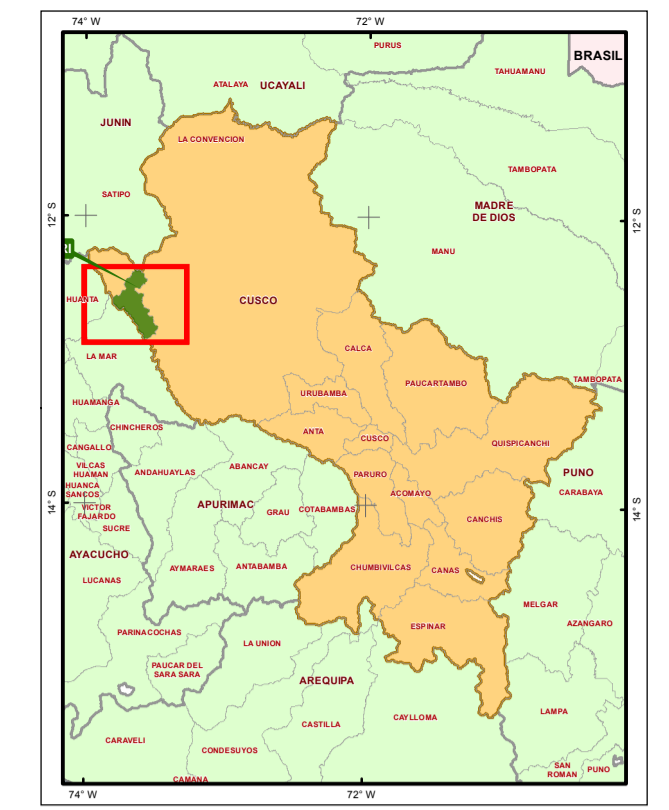 74° W
72° W
PURUS
BRASIL
TAHUAMANU
ATALAYA
UCAYALI
JUNIN
LA CONVENCION
TAMBOPATA
SATIPO
MADRE
DE DIOS
12° S
12° S
MANU
HUANTA
CUSCO
CALCA
LA MAR
PAUCARTAMBO
TAMBOPATA
URUBAMBA
HUAMANGA
CHINCHEROS
ANTA
CUSCO
QUISPICANCHI
CANGALLO
VILCAS
HUAMAN
ANDAHUAYLAS
ABANCAY
PARURO
PUNO
HUANCA
SANCOS
ACOMAYO
CARABAYA
APURIMAC
GRAU
COTABAMBAS
14° S
14° S
VICTOR
FAJARDO
CANCHIS
SUCRE
AYACUCHO
AYMARAES
ANTABAMBA
CHUMBIVILCAS
CANAS
LUCANAS
MELGAR
AZANGARO
ESPINAR
PARINACOCHAS
LA UNION
PAUCAR DEL
SARA SARA
AREQUIPA
CAYLLOMA
LAMPA
CASTILLA
CARAVELI
CONDESUYOS
SAN
ROMAN
PUNO
CAMANA
74° W
72° W